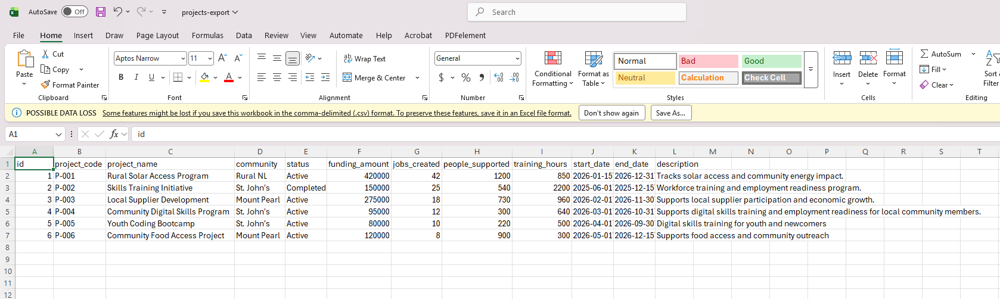 AutoSave Off projects-export Search
File Home Insert Draw Page Layout Formulas Data Review View Automate Help Acrobat PDFelement
Paste Cut Copy Format Painter
Clipboard
Aptos Narrow 11 A^ A˅
B I U A
Font
ab Wrap Text
Merge & Center
Alignment
General
$ % , .00 .00
Number
Conditional Formatting Format as Table
Normal Bad Good
Neutral Calculation Check Cell
Styles
Insert Delete Format
Cells
AutoSum Fill Clear
Sort & Filter
Editing
POSSIBLE DATA LOSS Some features might be lost if you save this workbook in the comma-delimited (.csv) format. To preserve these features, save it in an Excel file format. Don't show again Save As...
A1 fx id
A B C D E F G H I J K L M N O P Q R S T
1 id project_code project_name community status funding_amount jobs_created people_supported training_hours start_date end_date description
2 1 P-001 Rural Solar Access Program Rural NL Active 420000 42 1200 850 2026-01-15 2026-12-31 Tracks solar access and community energy impact.
3 2 P-002 Skills Training Initiative St. John's Completed 150000 25 540 2200 2025-06-01 2025-12-15 Workforce training and employment readiness program.
4 3 P-003 Local Supplier Development Mount Pearl Active 275000 18 730 960 2026-02-01 2026-11-30 Supports local supplier participation and economic growth.
5 4 P-004 Community Digital Skills Program St. John's Active 95000 12 300 640 2026-03-01 2026-10-31 Supports digital skills training and employment readiness for local community members.
6 5 P-005 Youth Coding Bootcamp St. John's Active 80000 10 220 500 2026-04-01 2026-09-30 Digital skills training for youth and newcomers
7 6 P-006 Community Food Access Project Mount Pearl Active 120000 8 900 300 2026-05-01 2026-12-15 Supports food access and community outreach
8
9
10
11
12